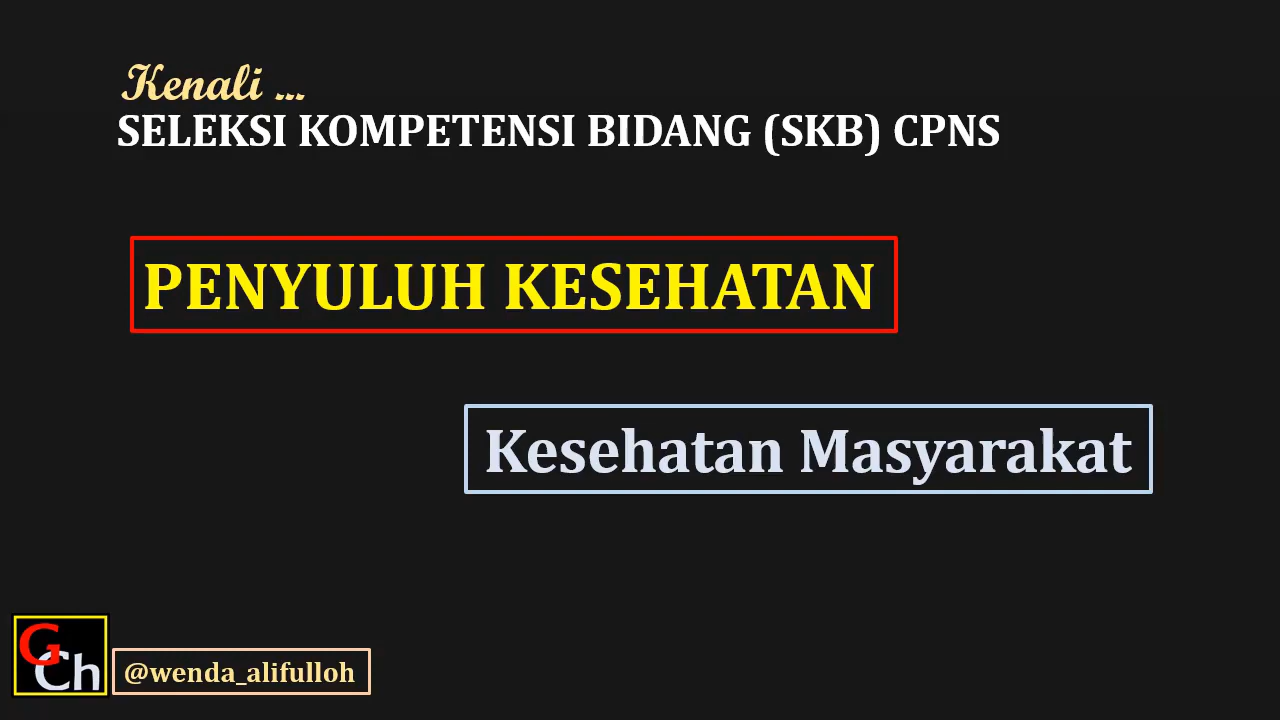 Kenali ...
SELEKSI KOMPETENSI BIDANG (SKB) CPNS
PENYULUH KESEHATAN
Kesehatan Masyarakat
GCh
@wenda_alifulloh